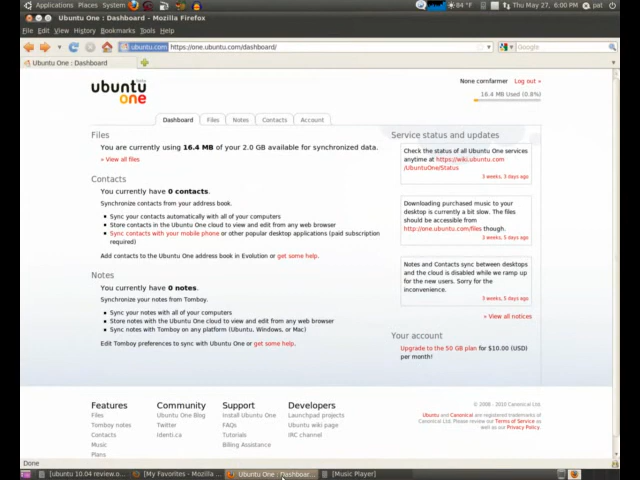 Applications Places System 84 °F Thu May 27, 6:00 PM pat
Ubuntu One : Dashboard - Mozilla Firefox
File Edit View History Bookmarks Tools Help
ubuntu.com https://one.ubuntu.com/dashboard/ Google
Ubuntu One : Dashboard
ubuntu one beta
None cornfarmer Log out »
16.4 MB Used (0.8%)
Dashboard Files Notes Contacts Account
Files
You are currently using 16.4 MB of 2.0 GB available for synchronized data.
» View all files
Contacts
You currently have 0 contacts.
Synchronize contacts from your address book.
Sync your contacts automatically with all of your computers
Store contacts in the Ubuntu One cloud to view and edit from any web browser
Sync contacts with your mobile phone or other popular desktop applications (paid subscription
required)
Add contacts to the Ubuntu One address book in Evolution or get some help.
Notes
You currently have 0 notes.
Synchronize your notes from Tomboy.
Sync your notes with all of your computers
Store notes with the Ubuntu One cloud to view and edit from any web browser
Sync notes with Tomboy on any platform (Ubuntu, Windows, or Mac)
Edit Tomboy preferences to sync with Ubuntu One or get some help.
Service status and updates
Check the status of all Ubuntu One services
anytime at https://wiki.ubuntu.com
/UbuntuOne/Status
3 weeks, 3 days ago
Downloading purchased music to your
desktop is currently a bit slow. The files
should be accessible from
http://one.ubuntu.com/files though.
3 weeks, 5 days ago
Notes and Contacts sync between desktops
and the cloud is disabled while we ramp up
for the new users. Sorry for the
inconvenience.
3 weeks, 5 days ago
» View all notices
Your account
Upgrade to the 50 GB plan for $10.00 (USD)
per month!
Features
Files
Tomboy notes
Contacts
Music
Plans
Community
Ubuntu One Blog
Twitter
Identi.ca
Support
Install Ubuntu One
FAQs
Tutorials
Billing Assistance
Developers
Launchpad projects
Ubuntu wiki page
IRC channel
© 2008 - 2010 Canonical Ltd.
Ubuntu and Canonical are registered trademarks of
Canonical Ltd. Please review our Terms of Service as
well as our Privacy Policy.
Done
[ubuntu 10.04 review.o... [My Favorites - Mozilla ... Ubuntu One : Dashboar... [Music Player]